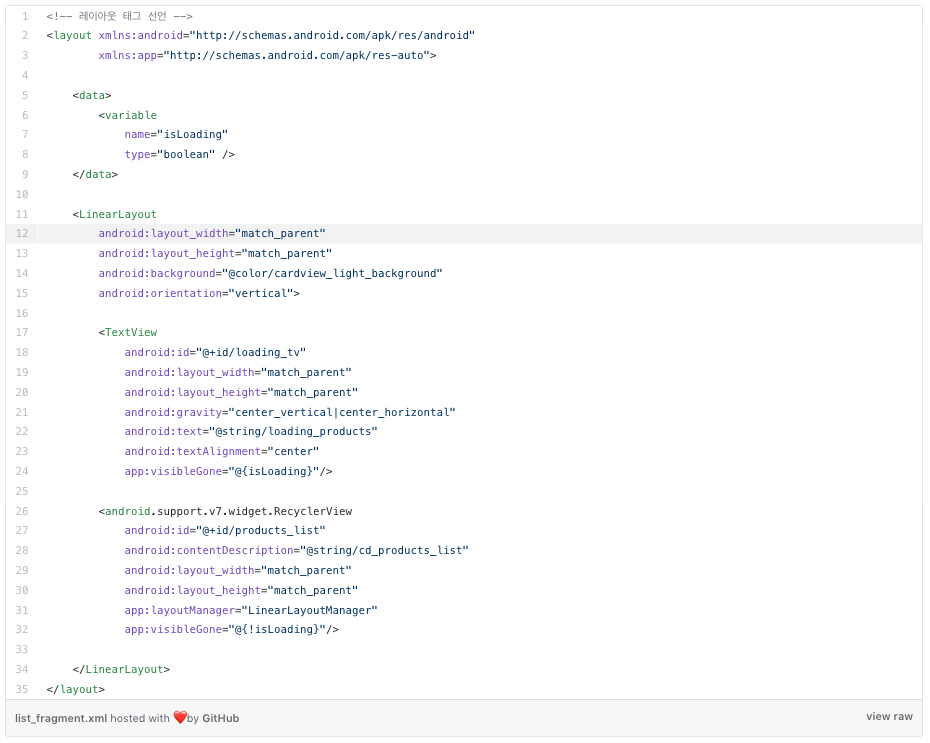 1 <!-- 레이아웃 태그 선언 -->
2 <layout xmlns:android="http://schemas.android.com/apk/res/android"
3         xmlns:app="http://schemas.android.com/apk/res-auto">
4
5     <data>
6         <variable
7             name="isLoading"
8             type="boolean" />
9     </data>
10
11     <LinearLayout
12         android:layout_width="match_parent"
13         android:layout_height="match_parent"
14         android:background="@color/cardview_light_background"
15         android:orientation="vertical">
16
17         <TextView
18             android:id="@+id/loading_tv"
19             android:layout_width="match_parent"
20             android:layout_height="match_parent"
21             android:gravity="center_vertical|center_horizontal"
22             android:text="@string/loading_products"
23             android:textAlignment="center"
24             app:visibleGone="@{isLoading}"/>
25
26         <android.support.v7.widget.RecyclerView
27             android:id="@+id/products_list"
28             android:contentDescription="@string/cd_products_list"
29             android:layout_width="match_parent"
30             android:layout_height="match_parent"
31             app:layoutManager="LinearLayoutManager"
32             app:visibleGone="@{!isLoading}"/>
33
34     </LinearLayout>
35 </layout>
list_fragment.xml hosted with ❤️by GitHub view raw